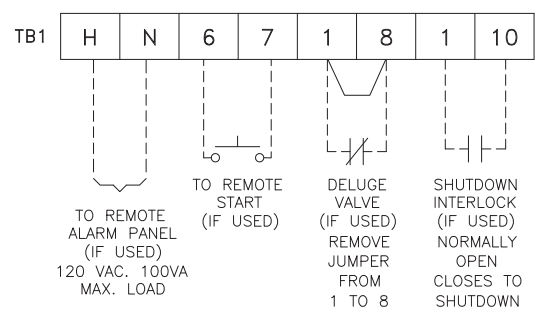 TB1 H N 6 7 1 8 1 10
TO REMOTE
ALARM PANEL
(IF USED)
120 VAC. 100VA
MAX. LOAD
TO REMOTE
START
(IF USED)
DELUGE
VALVE
(IF USED)
REMOVE
JUMPER
FROM
1 TO 8
SHUTDOWN
INTERLOCK
(IF USED)
NORMALLY
OPEN
CLOSES TO
SHUTDOWN